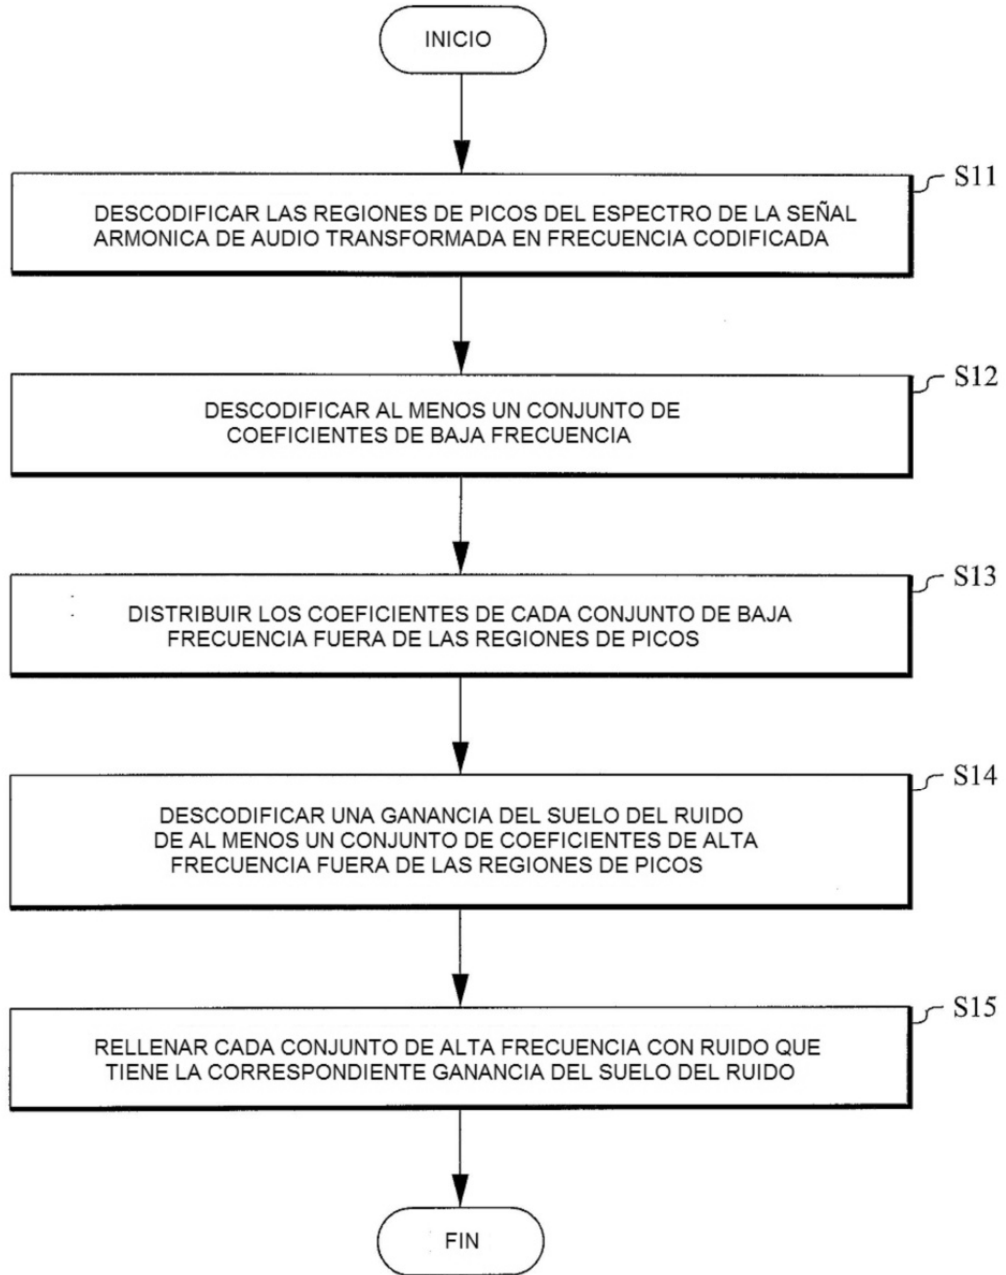 INICIO
S11
DESCODIFICAR LAS REGIONES DE PICOS DEL ESPECTRO DE LA SEÑAL
ARMONICA DE AUDIO TRANSFORMADA EN FRECUENCIA CODIFICADA
S12
DESCODIFICAR AL MENOS UN CONJUNTO DE
COEFICIENTES DE BAJA FRECUENCIA
S13
DISTRIBUIR LOS COEFICIENTES DE CADA CONJUNTO DE BAJA
FRECUENCIA FUERA DE LAS REGIONES DE PICOS
S14
DESCODIFICAR UNA GANANCIA DEL SUELO DEL RUIDO
DE AL MENOS UN CONJUNTO DE COEFICIENTES DE ALTA
FRECUENCIA FUERA DE LAS REGIONES DE PICOS
S15
RELLENAR CADA CONJUNTO DE ALTA FRECUENCIA CON RUIDO QUE
TIENE LA CORRESPONDIENTE GANANCIA DEL SUELO DEL RUIDO
FIN